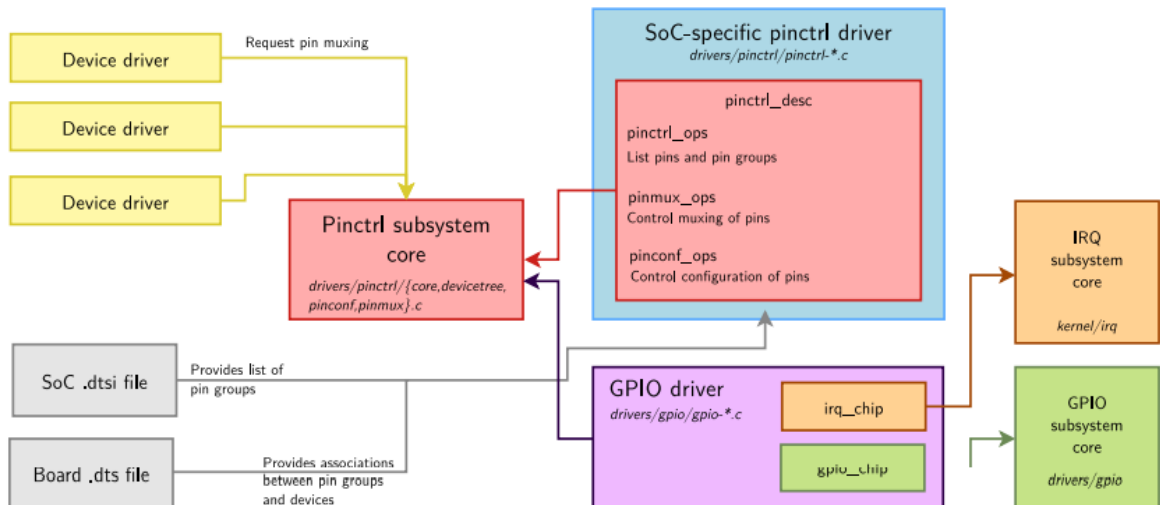 Device driver
Request pin muxing
Device driver
Device driver
Pinctrl subsystem
core
drivers/pinctrl/{core,devicetree,
pinconf,pinmux}.c
SoC-specific pinctrl driver
drivers/pinctrl/pinctrl-*.c
pinctrl_desc
pinctrl_ops
List pins and pin groups
pinmux_ops
Control muxing of pins
pinconf_ops
Control configuration of pins
IRQ
subsystem
core
kernel/irq
SoC .dtsi file
Provides list of
pin groups
Board .dts file
Provides associations
between pin groups
and devices
GPIO driver
drivers/gpio/gpio-*.c
irq_chip
gpio_chip
GPIO
subsystem
core
drivers/gpio